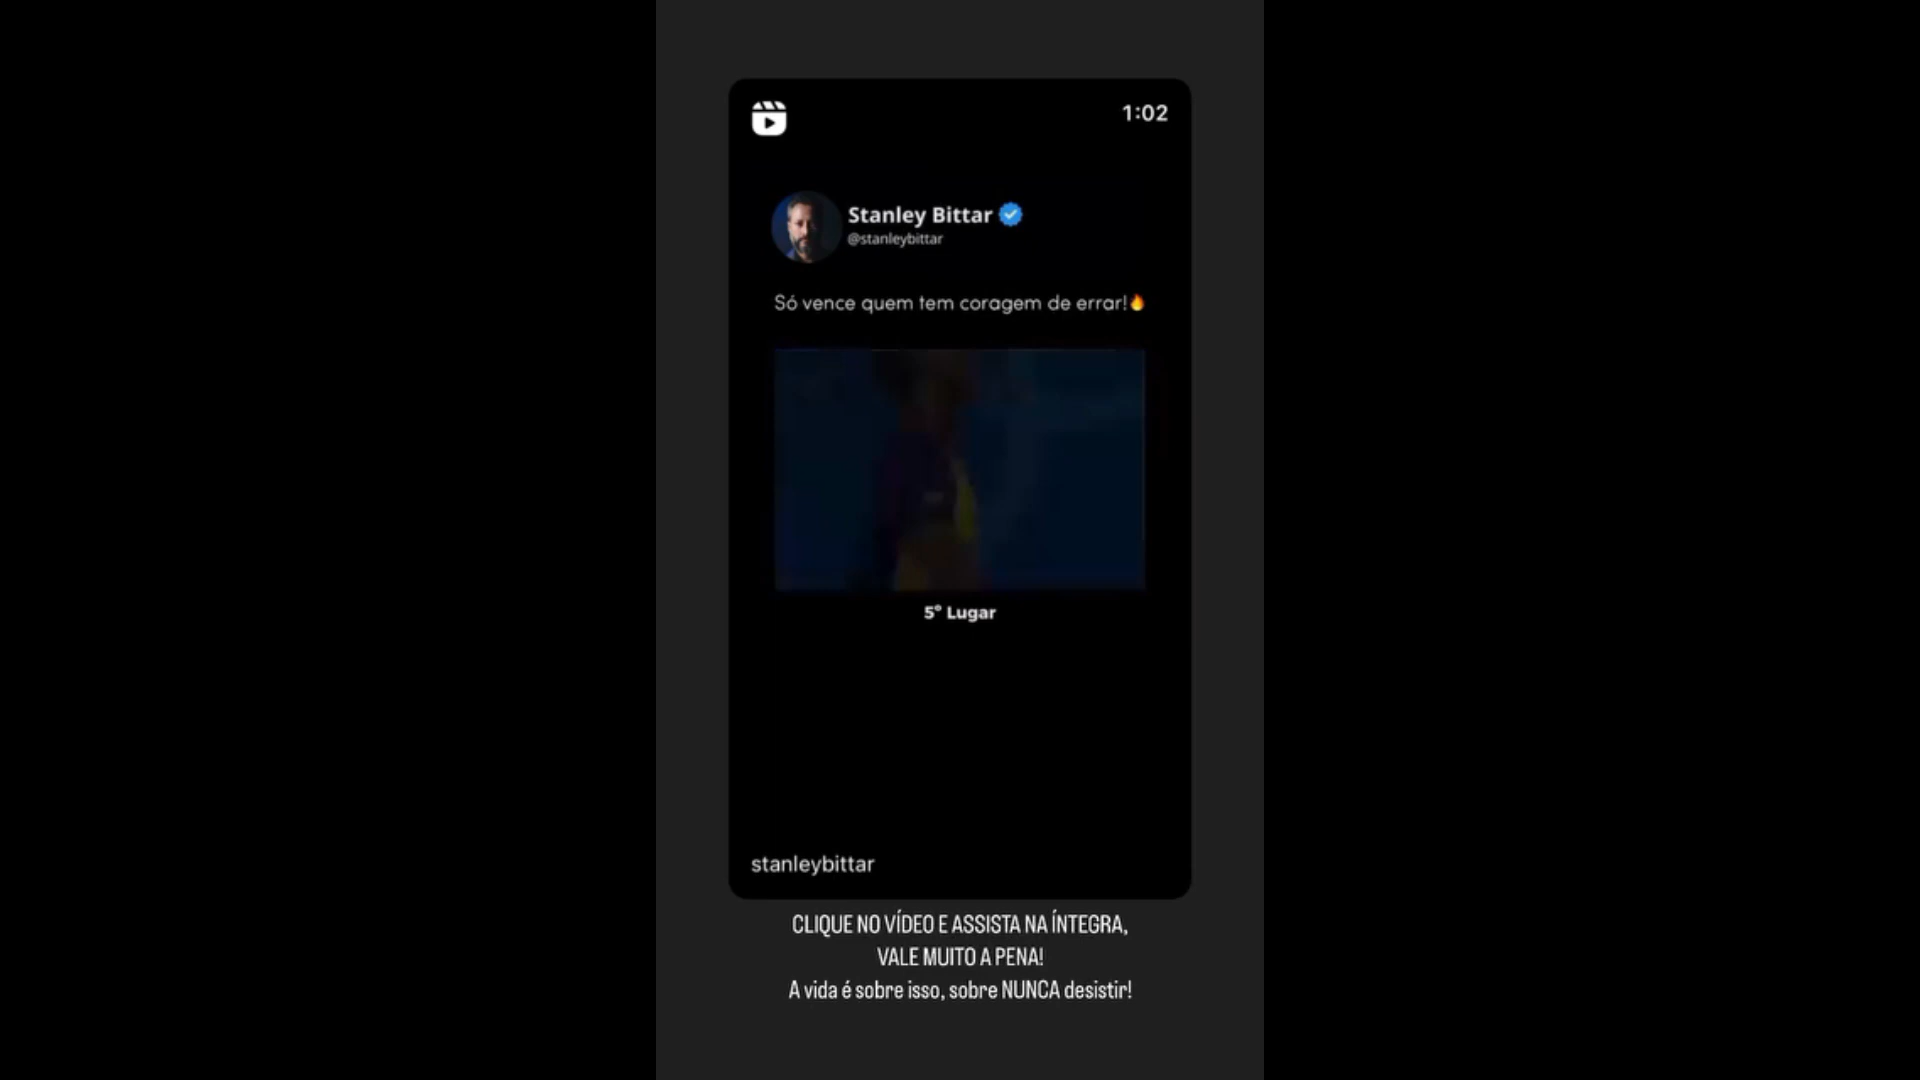 1:02
Stanley Bittar
@stanleybittar
Só vence quem tem coragem de errar!🔥
5º Lugar
stanleybittar
CLIQUE NO VÍDEO E ASSISTA NA ÍNTEGRA,
VALE MUITO A PENA!
A vida é sobre isso, sobre NUNCA desistir!